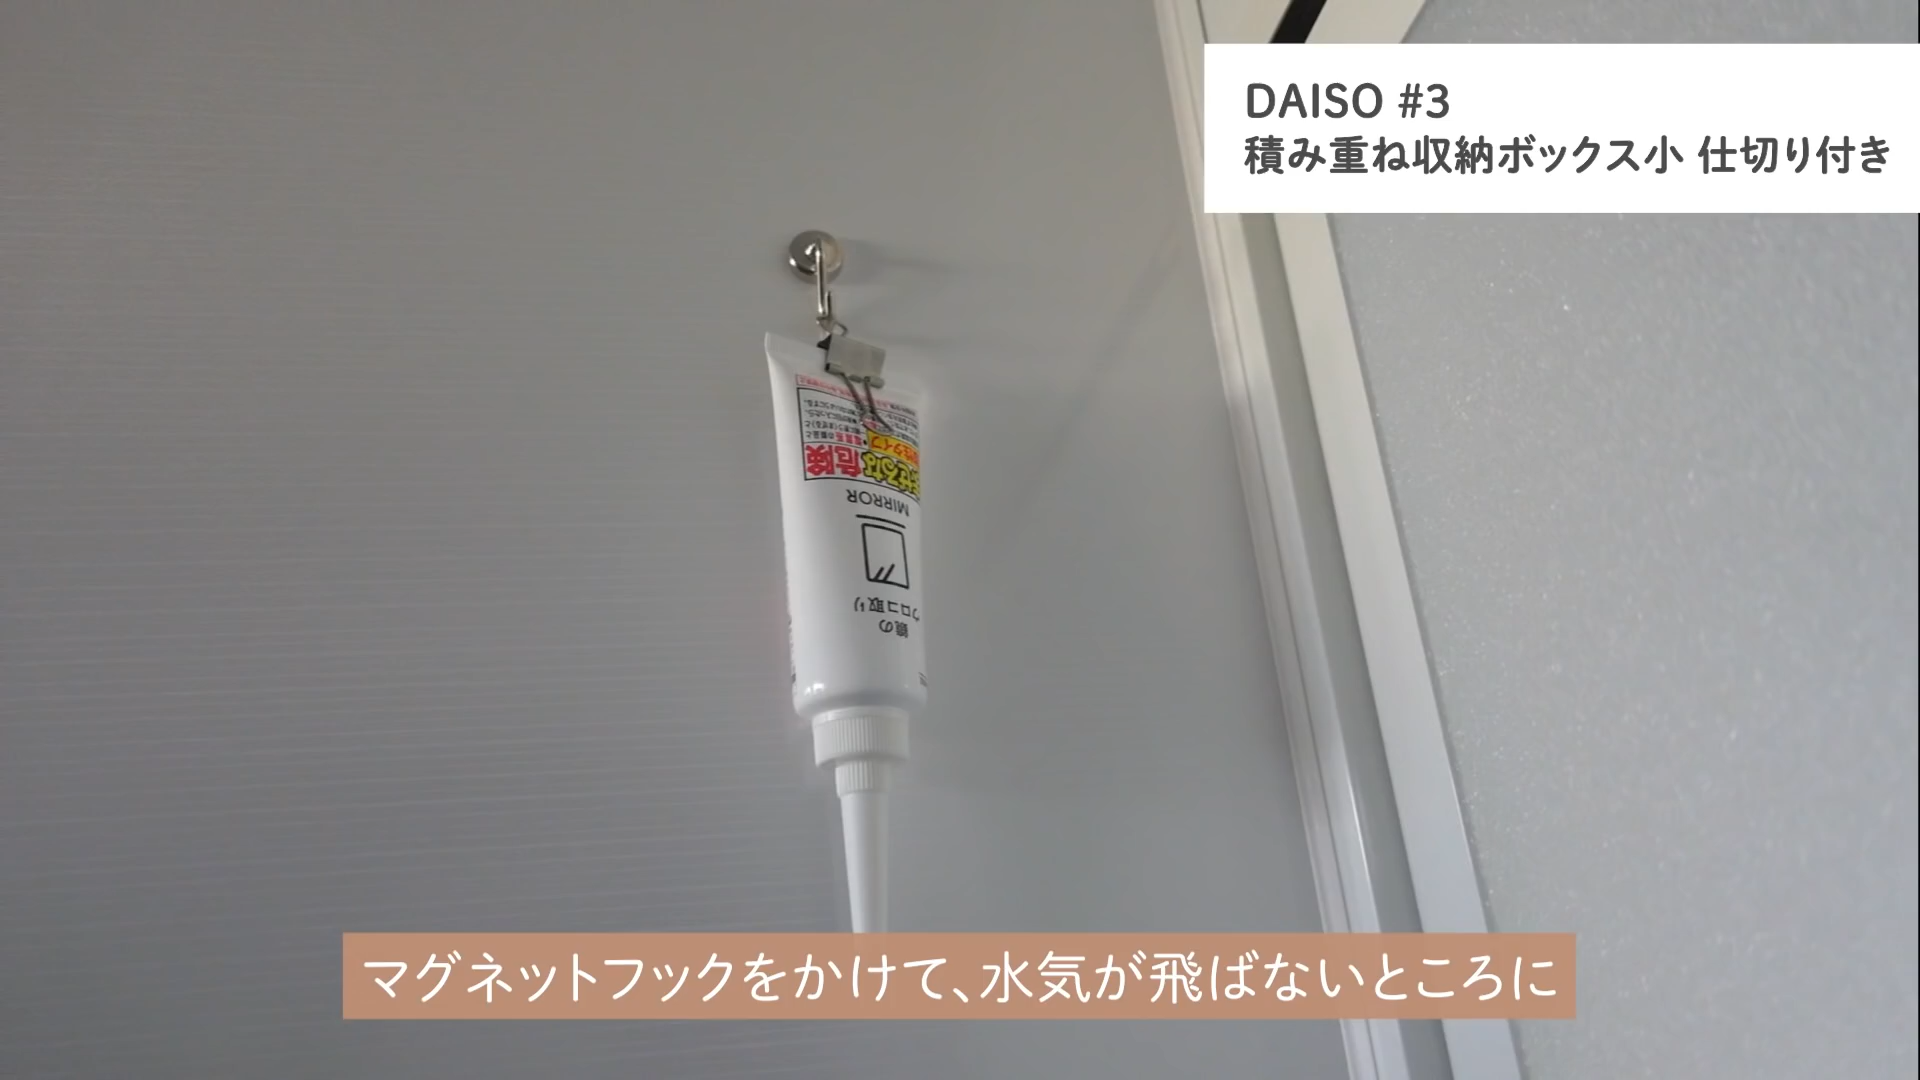 DAISO #3
積み重ね収納ボックス小 仕切り付き
危険
MIRROR
鏡の
ウロコ取り
マグネットフックをかけて、水気が飛ばないところに